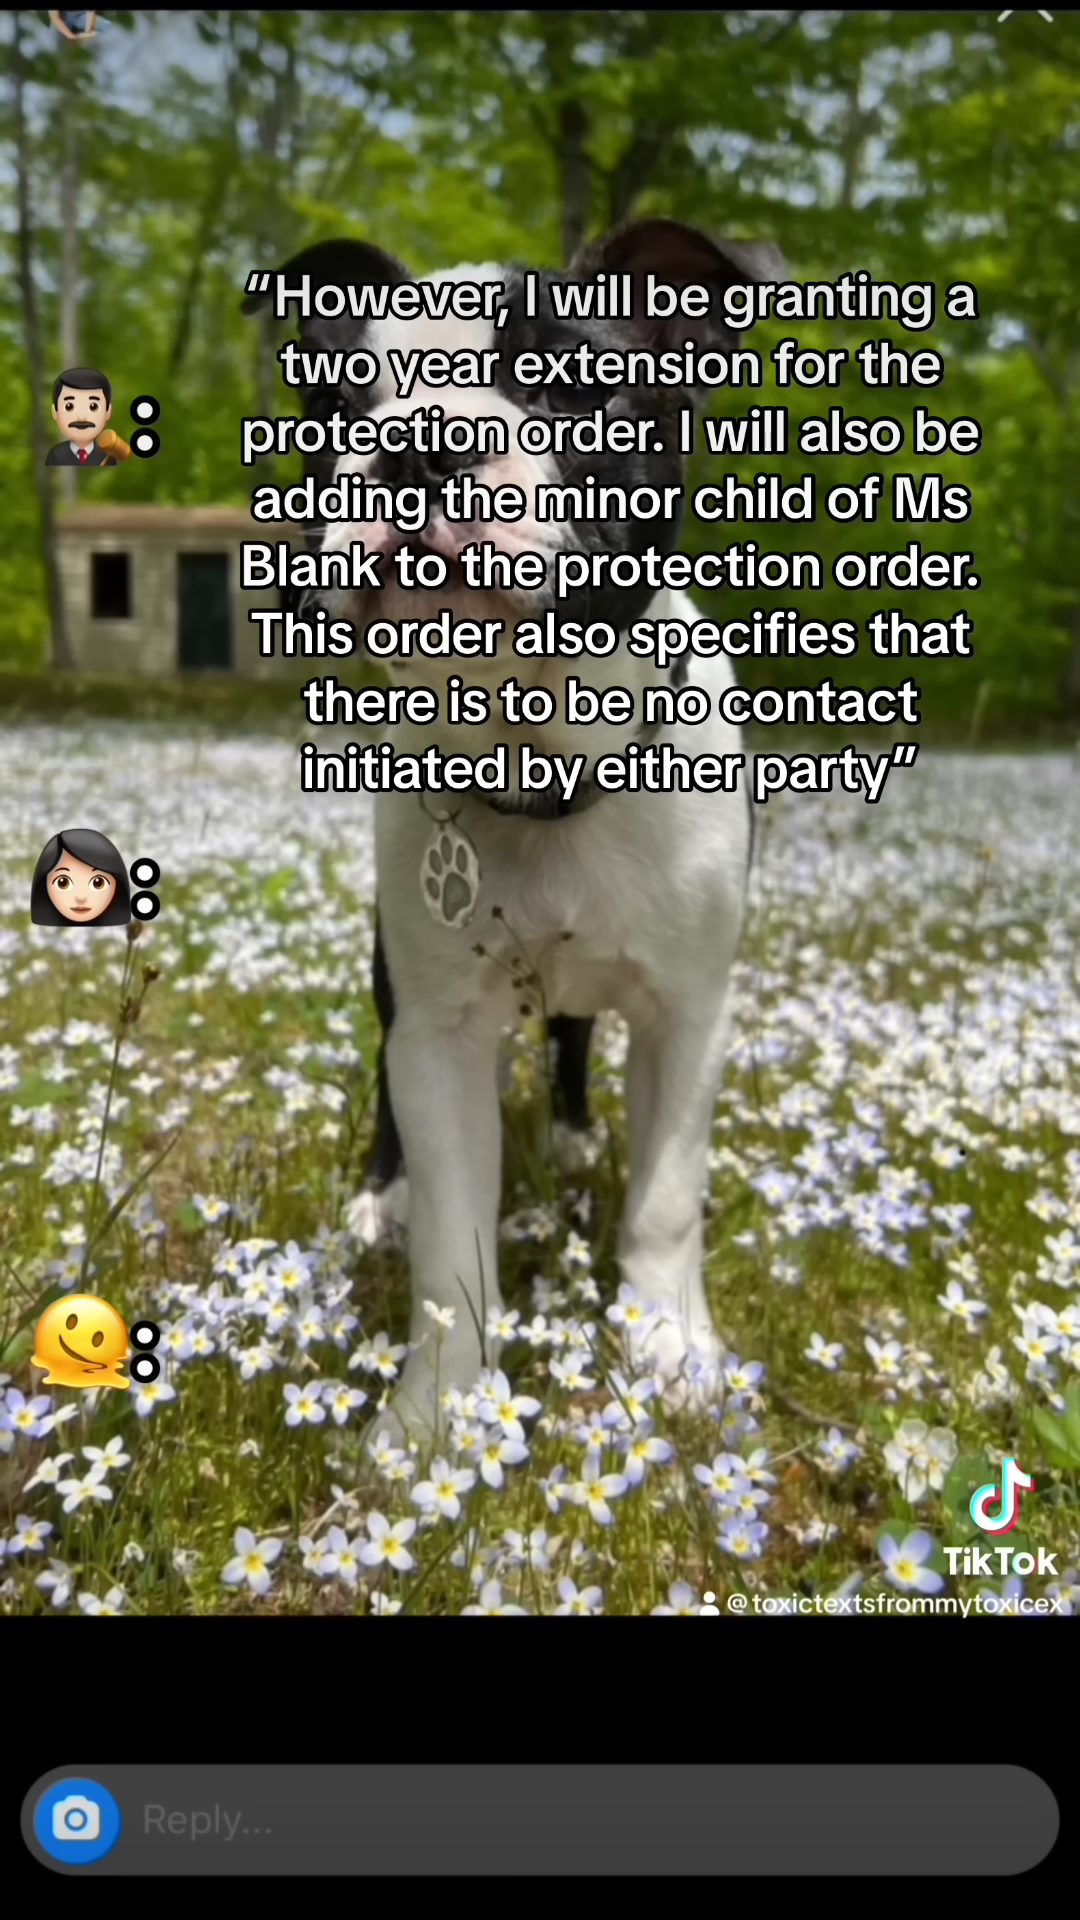 “However, I will be granting a
two year extension for the
protection order. I will also be
adding the minor child of Ms
Blank to the protection order.
This order also specifies that
there is to be no contact
initiated by either party”
TikTok
@toxictextsfrommytoxicex
Reply...